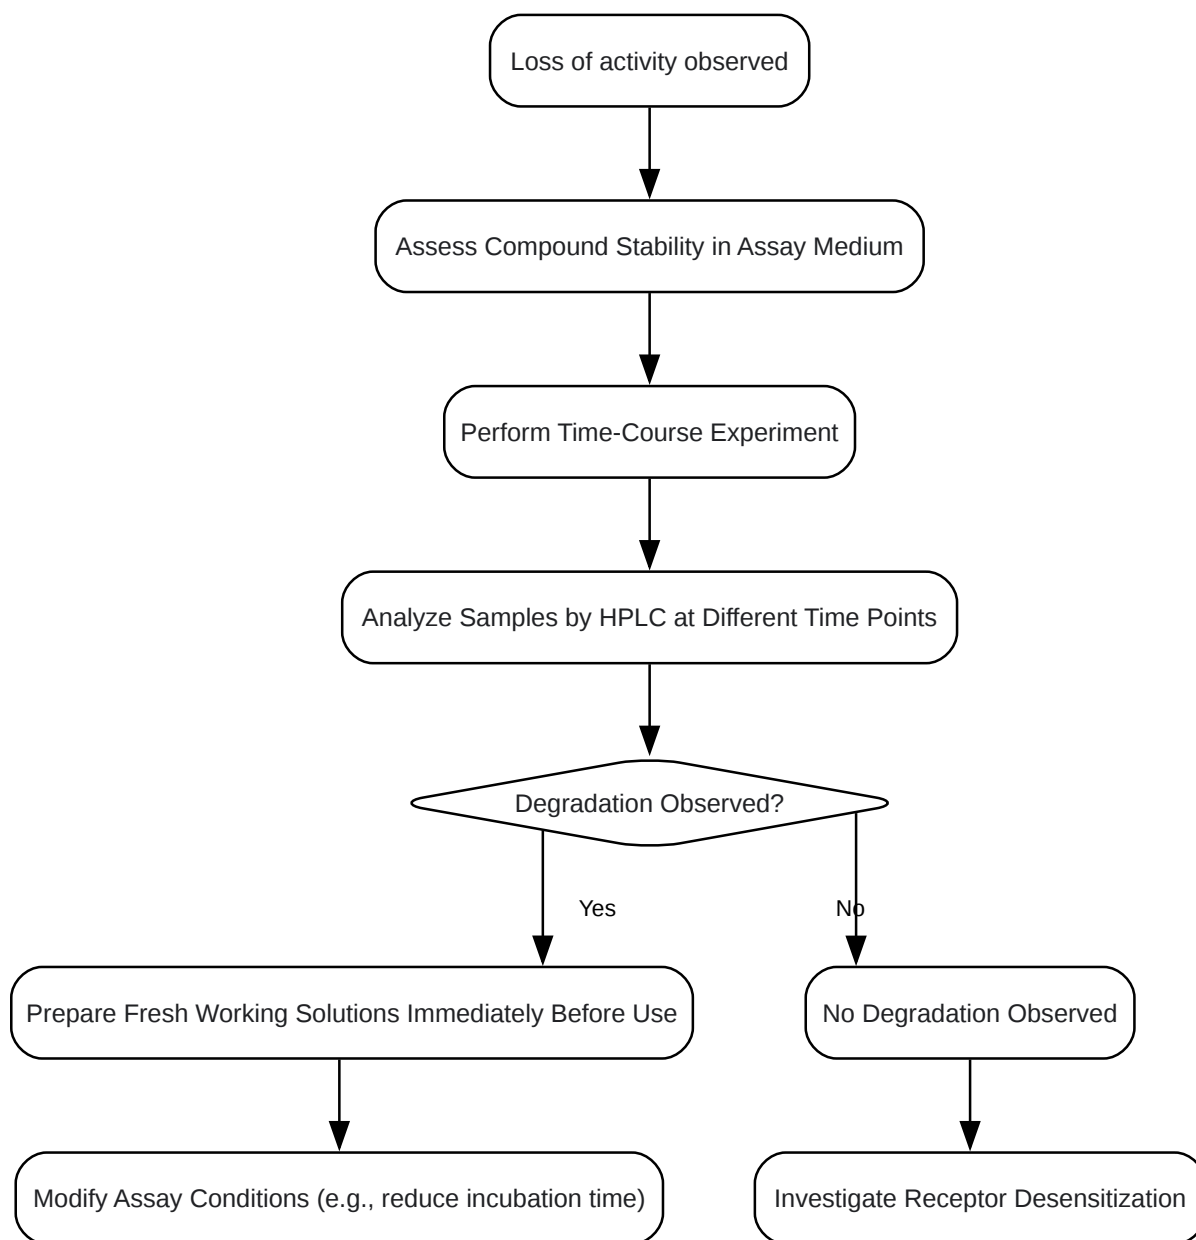 Loss of activity observed
Assess Compound Stability in Assay Medium
Perform Time-Course Experiment
Analyze Samples by HPLC at Different Time Points
Degradation Observed?
Yes
No
Prepare Fresh Working Solutions Immediately Before Use
No Degradation Observed
Modify Assay Conditions (e.g., reduce incubation time)
Investigate Receptor Desensitization